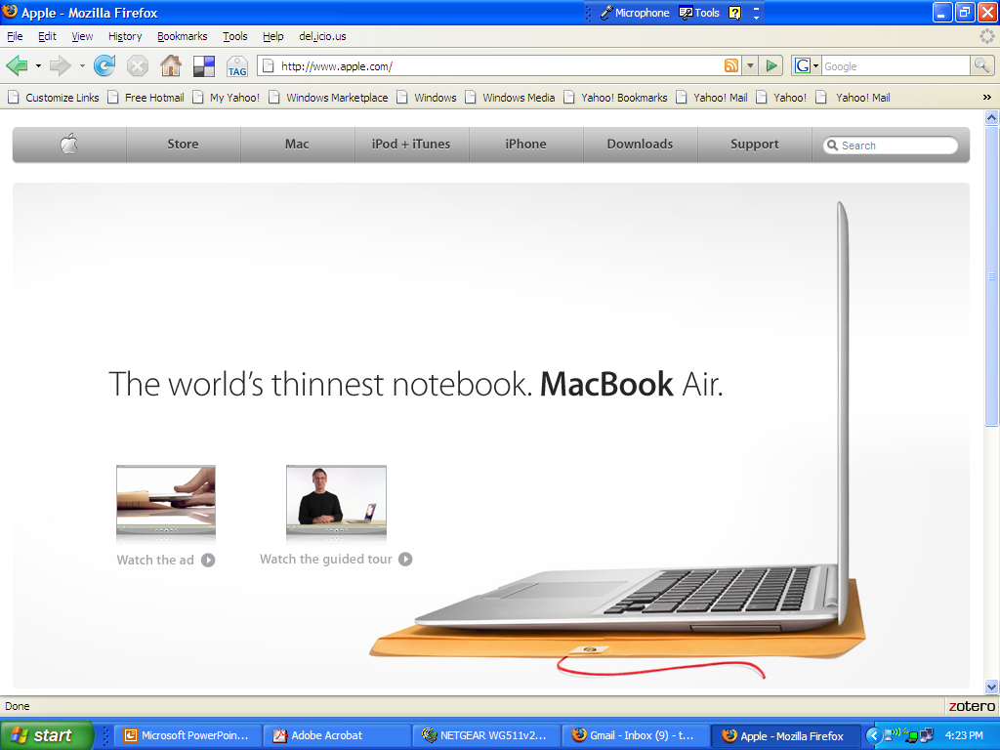 Apple - Mozilla Firefox
Microphone Tools ?
File Edit View History Bookmarks Tools Help del.icio.us
TAG http://www.apple.com/ G Google
Customize Links Free Hotmail My Yahoo! Windows Marketplace Windows Windows Media Yahoo! Bookmarks Yahoo! Mail Yahoo! Yahoo! Mail »
Store Mac iPod + iTunes iPhone Downloads Support Search
The world's thinnest notebook. MacBook Air.
Watch the ad Watch the guided tour
Done zotero
start Microsoft PowerPoin... Adobe Acrobat NETGEAR WG511v2... Gmail - Inbox (9) - t... Apple - Mozilla Firefox 4:23 PM